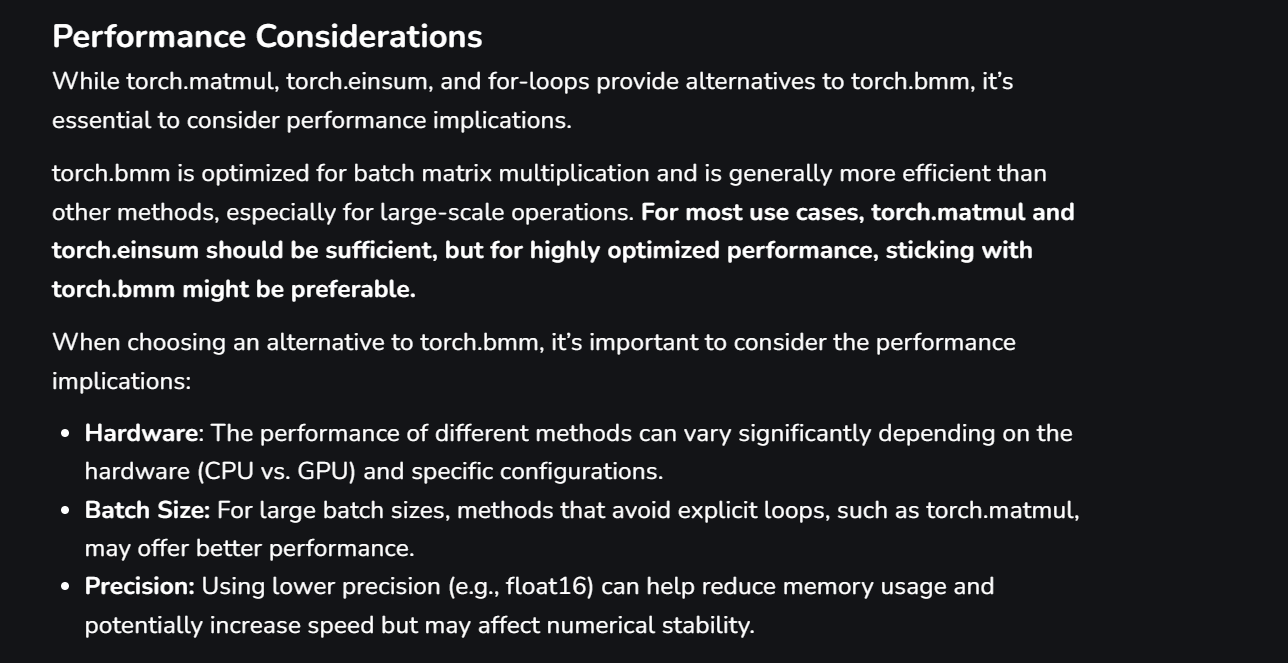 Performance Considerations
While torch.matmul, torch.einsum, and for-loops provide alternatives to torch.bmm, it’s
essential to consider performance implications.
torch.bmm is optimized for batch matrix multiplication and is generally more efficient than
other methods, especially for large-scale operations. For most use cases, torch.matmul and
torch.einsum should be sufficient, but for highly optimized performance, sticking with
torch.bmm might be preferable.
When choosing an alternative to torch.bmm, it’s important to consider the performance
implications:
• Hardware: The performance of different methods can vary significantly depending on the
hardware (CPU vs. GPU) and specific configurations.
• Batch Size: For large batch sizes, methods that avoid explicit loops, such as torch.matmul,
may offer better performance.
• Precision: Using lower precision (e.g., float16) can help reduce memory usage and
potentially increase speed but may affect numerical stability.